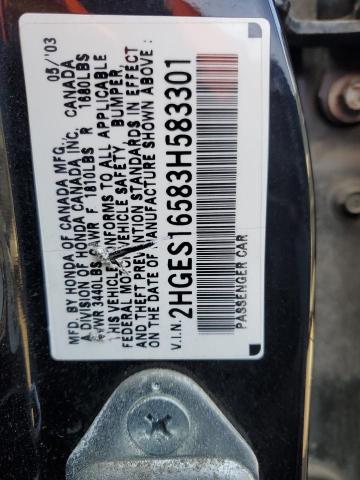 MFD. BY HONDA OF CANADA MFG., 05/'03
A DIVISION OF HONDA CANADA INC., CANADA
GVWR 3440LBS GAWR F 1810LBS R 1680LBS
THIS VEHICLE CONFORMS TO ALL APPLICABLE
FEDERAL MOTOR VEHICLE SAFETY, BUMPER,
AND THEFT PREVENTION STANDARDS IN EFFECT
ON THE DATE OF MANUFACTURE SHOWN ABOVE.
V.I.N. 2HGES16583H583301
PASSENGER CAR